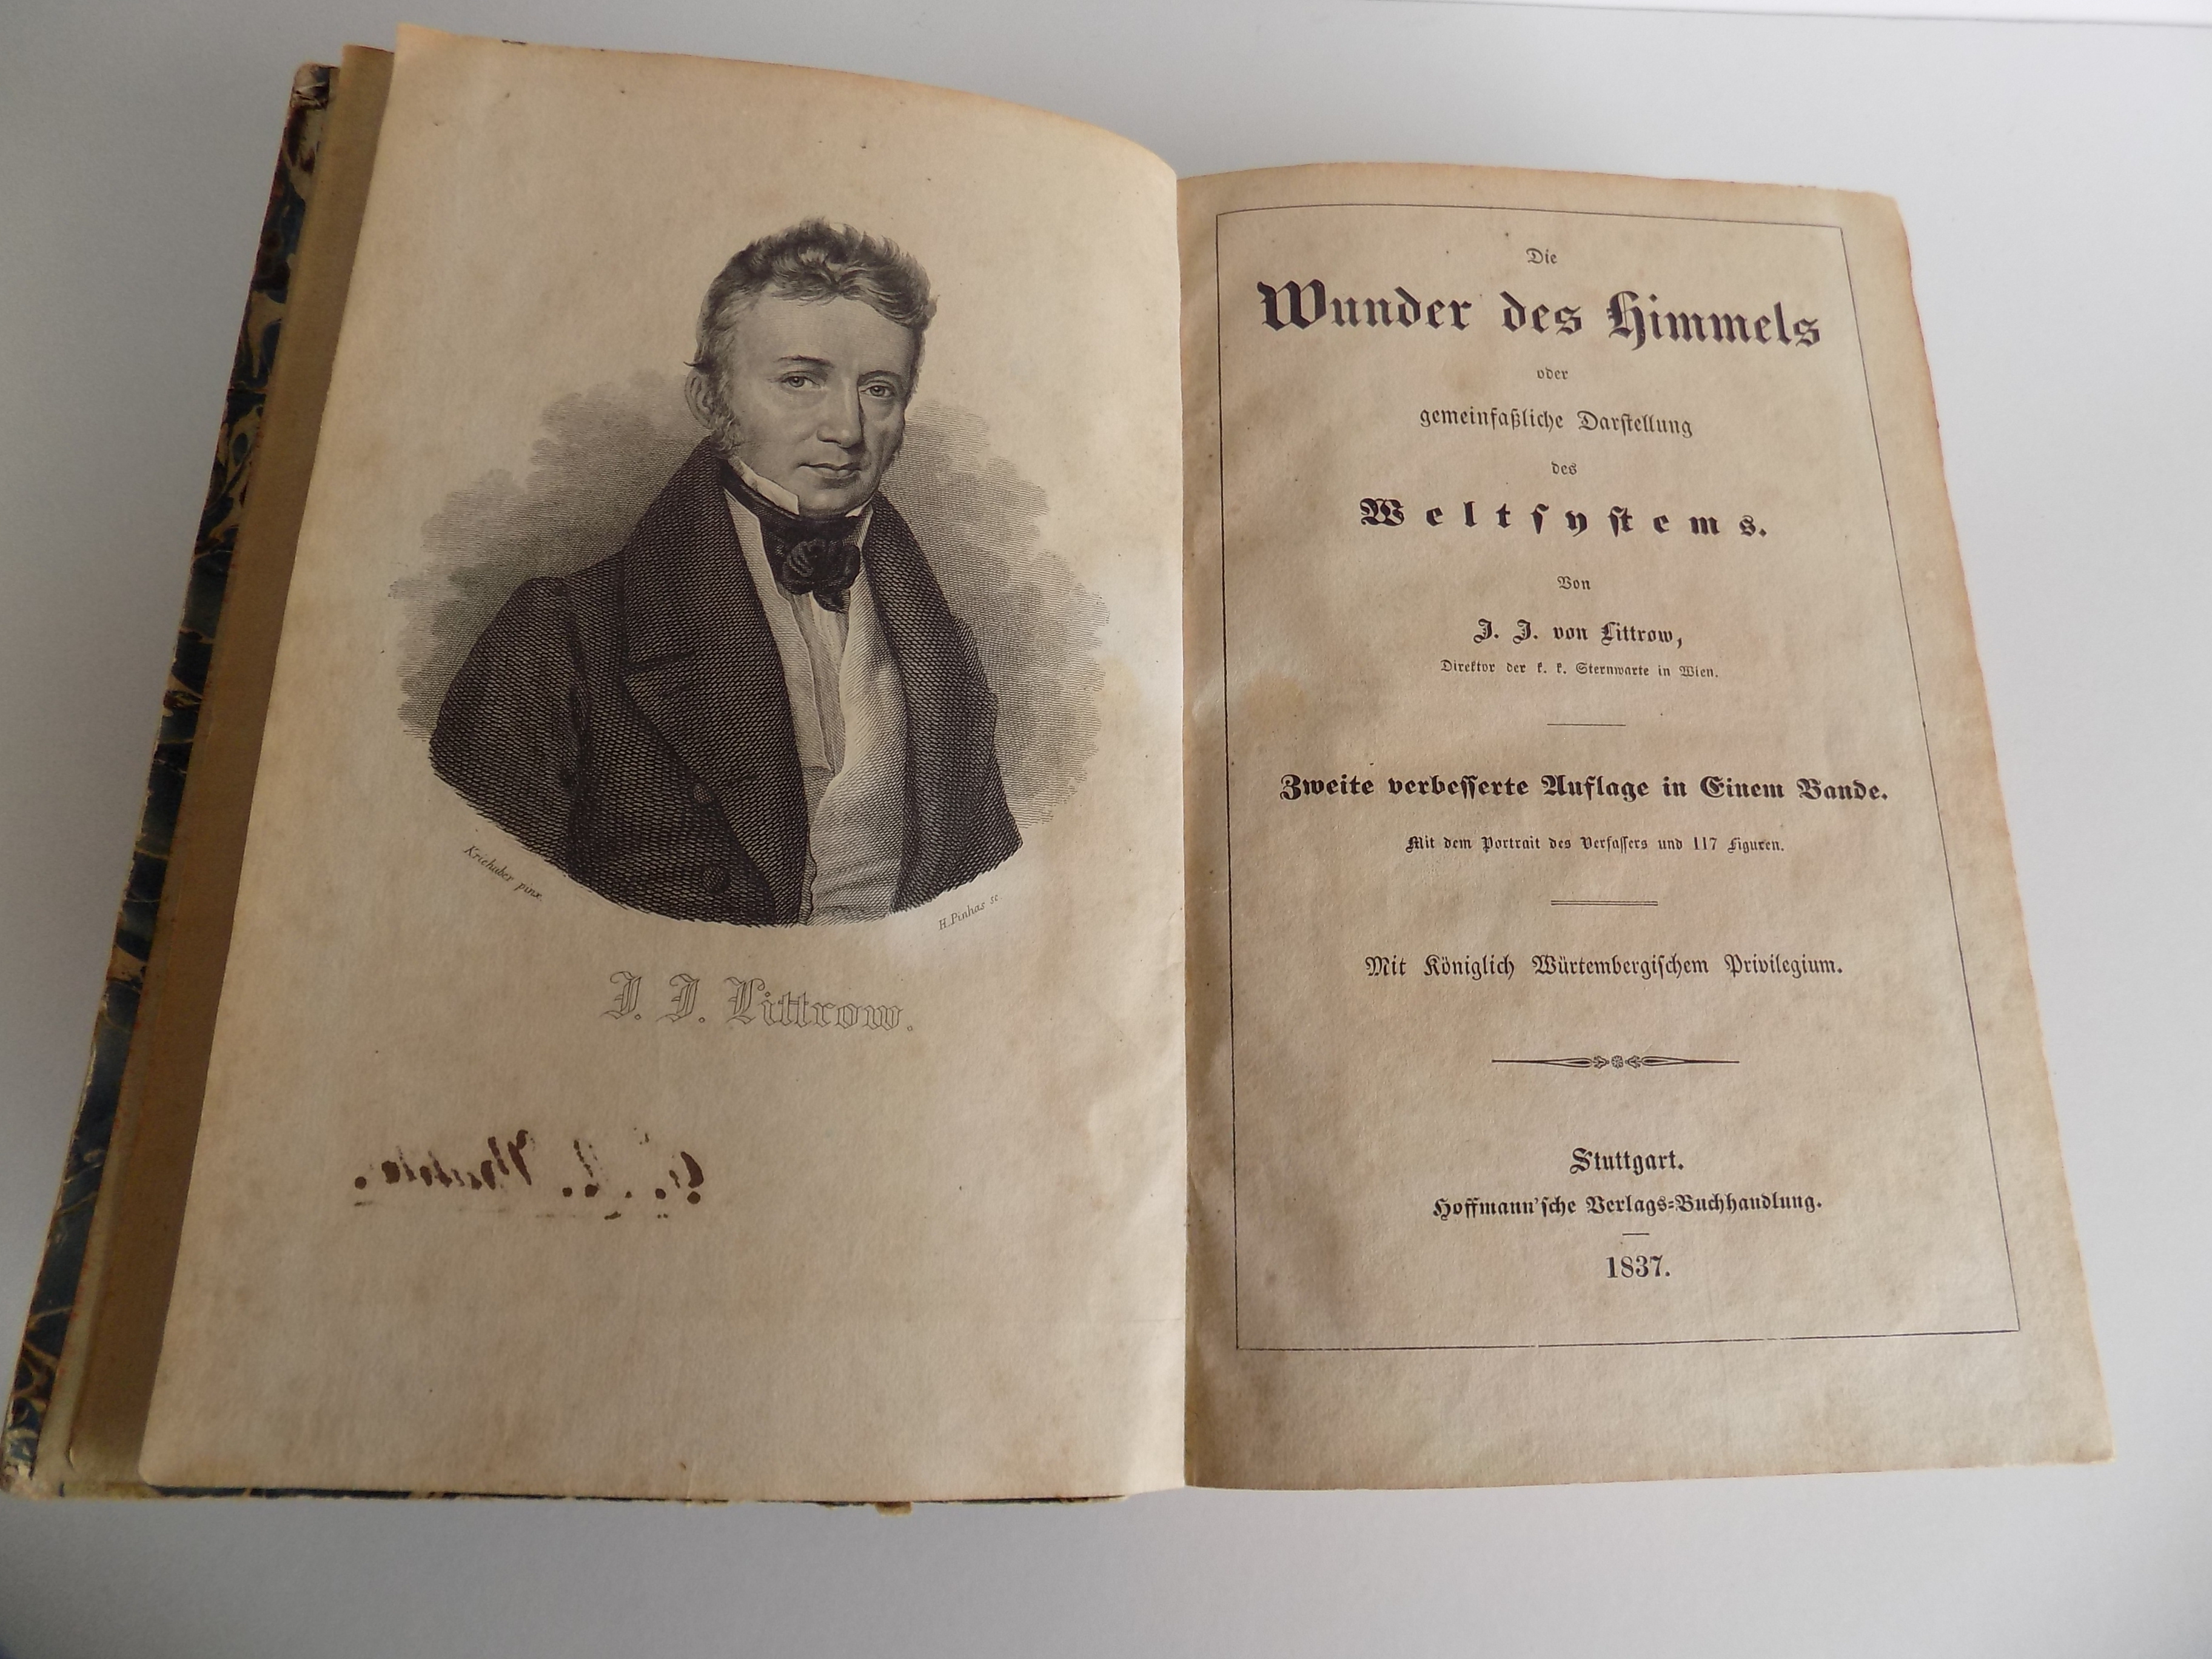 Kriehuber pinx.
H. Pinhas sc
J. J. Littrow.
Die
Wunder des Himmels
oder
gemeinfaßliche Darſtellung
des
Weltſyſtems.
Von
J. J. von Littrow,
Direktor der k. k. Sternwarte in Wien.
Zweite verbeſſerte Auflage in Einem Bande.
Mit dem Portrait des Verfaſſers und 117 Figuren.
Mit Königlich Würtembergiſchem Privilegium.
Stuttgart.
Hoffmann'ſche Verlags-Buchhandlung.
1837.